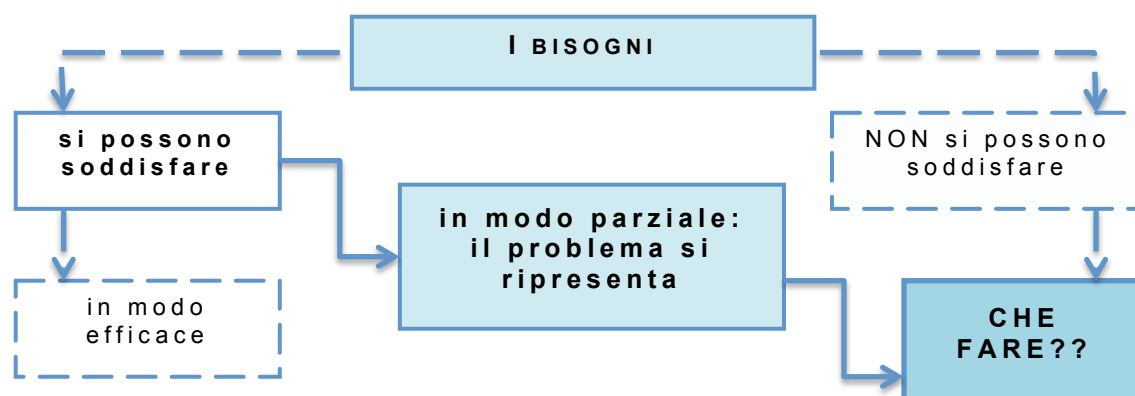 I BISOGNI
si possono
soddisfare
NON si possono
soddisfare
in modo parziale:
il problema si
ripresenta
in modo
efficace
CHE
FARE??